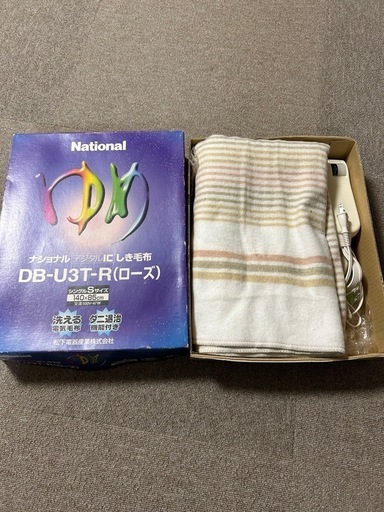 National
ゆめ
ナショナル デジタルIC しき毛布
DB-U3T-R(ローズ)
シングルSサイズ
140×85cm
洗える
電気毛布
ダニ退治
機能付き
松下電器産業株式会社